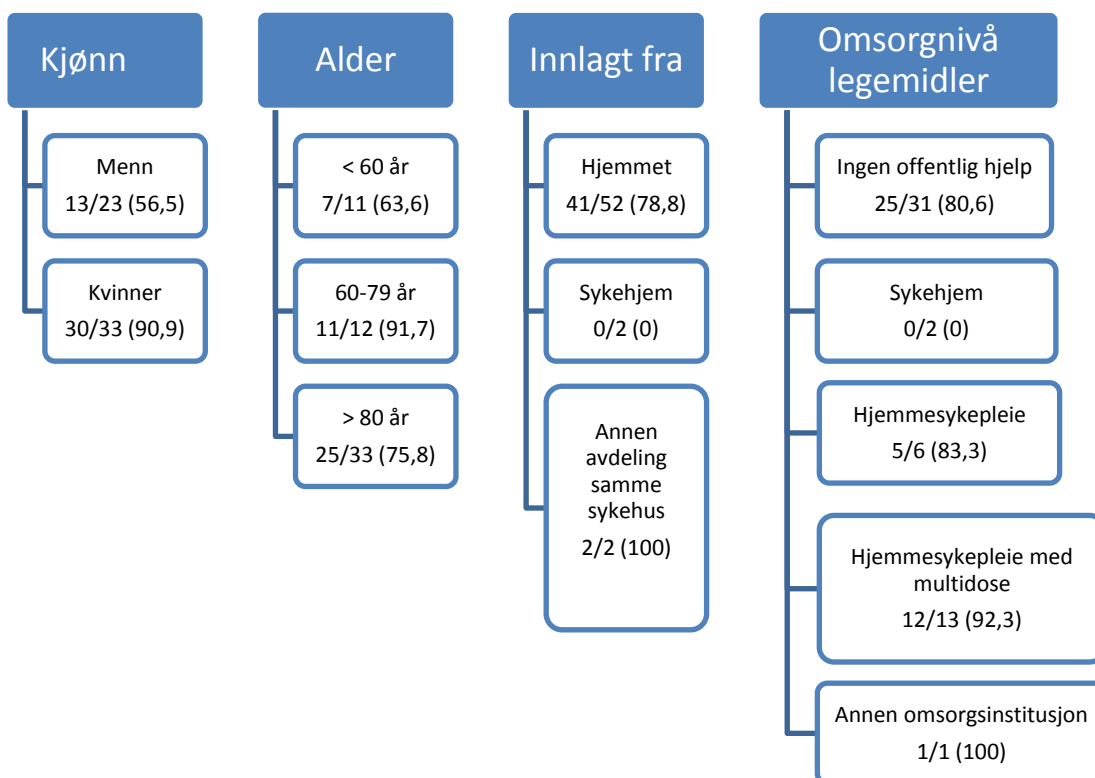 Kjønn
Menn
13/23 (56,5)
Kvinner
30/33 (90,9)
Alder
< 60 år
7/11 (63,6)
60-79 år
11/12 (91,7)
> 80 år
25/33 (75,8)
Innlagt fra
Hjemmet
41/52 (78,8)
Sykehjem
0/2 (0)
Annen
avdeling
samme
sykehus
2/2 (100)
Omsorgnivå
legemidler
Ingen offentlig hjelp
25/31 (80,6)
Sykehjem
0/2 (0)
Hjemmesykepleie
5/6 (83,3)
Hjemmesykepleie med
multidose
12/13 (92,3)
Annen omsorgsinstitusjon
1/1 (100)